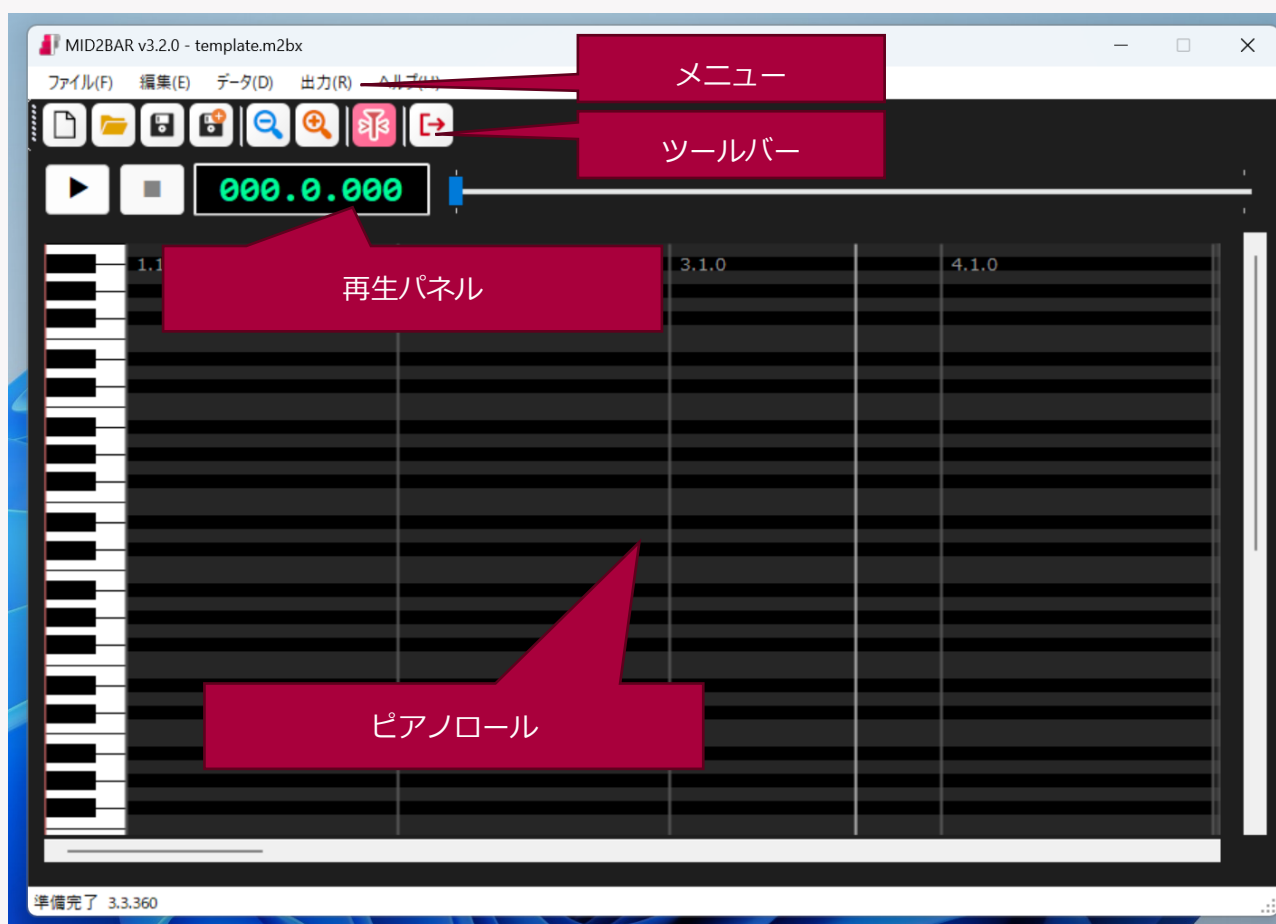 MID2BAR v3.2.0 - template.m2bx
メニュー
ファイル(F) 編集(E) データ(D) 出力(R)
ツールバー
000.0.000
再生パネル
3.1.0 4.1.0
ピアノロール
準備完了 3.3.360